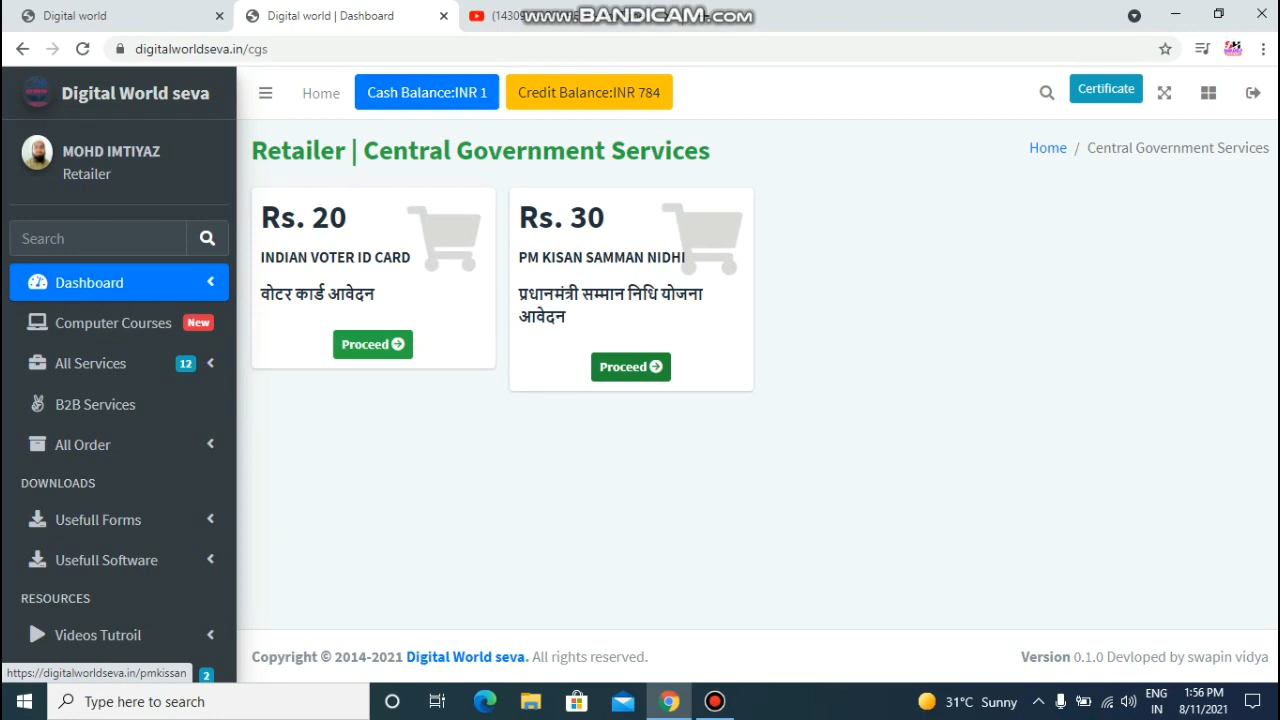 Digital world
Digital world | Dashboard
(1430
www.BANDICAM.com
digitalworldseva.in/cgs
Digital World seva
Home
Cash Balance:INR 1
Credit Balance:INR 784
Certificate
MOHD IMTIYAZ
Retailer
Retailer | Central Government Services
Home / Central Government Services
Search
Dashboard
Computer Courses New
All Services 12
B2B Services
All Order
DOWNLOADS
Usefull Forms
Usefull Software
RESOURCES
Videos Tutroil
2
Rs. 20
INDIAN VOTER ID CARD
वोटर कार्ड आवेदन
Proceed
Rs. 30
PM KISAN SAMMAN NIDHI
प्रधानमंत्री सम्मान निधि योजना
आवेदन
Proceed
Copyright © 2014-2021 Digital World seva. All rights reserved.
Version 0.1.0 Devloped by swapin vidya
https://digitalworldseva.in/pmkissan
Type here to search
31°C Sunny
ENG
IN
1:56 PM
8/11/2021